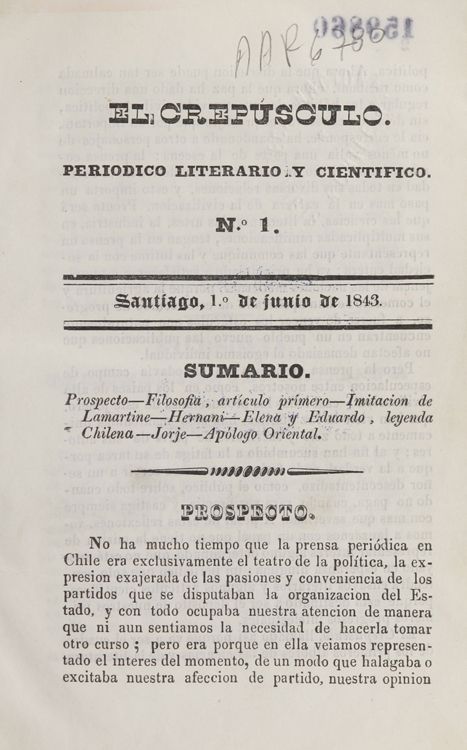 159860
AAP6700
EL CREPÚSCULO.
PERIODICO LITERARIO Y CIENTIFICO.
N.º 1.
Santiago, 1.º de junio de 1843.
SUMARIO.
Prospecto—Filosofia, artículo prímero—Imitacion de
Lamartine—Hernani—Elena y Eduardo, leyenda
Chilena—Jorje—Apólogo Oriental.
PROSPECTO.
No ha mucho tiempo que la prensa periódica en
Chile era exclusivamente el teatro de la política, la ex-
presion exajerada de las pasiones y conveniencia de los
partidos que se disputaban la organizacion del Es-
tado, y con todo ocupaba nuestra atencion de manera
que ni aun sentiamos la necesidad de hacerla tomar
otro curso; pero era porque en ella veiamos represen-
tado el interes del momento, de un modo que halagaba o
excitaba nuestra afeccion de partido, nuestra opinion